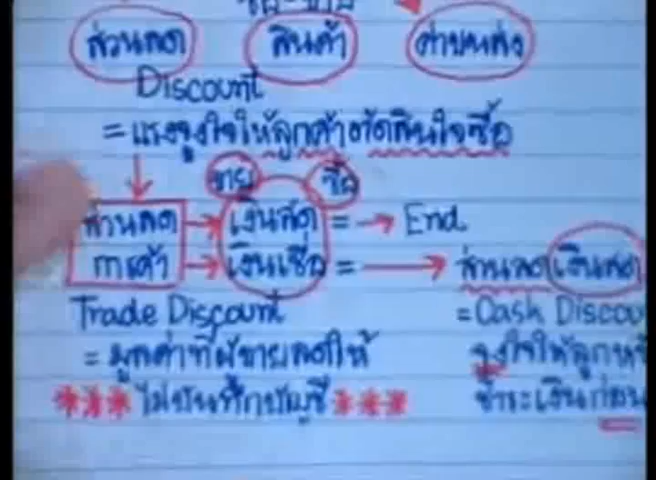 ซื้อ-ขาย
ส่วนลด สินค้า ค่าขนส่ง
Discount
= แรงจูงใจให้ลูกค้าตัดสินใจซื้อ
ขาย ซื้อ
ส่วนลด เงินสด = End
การค้า เงินเชื่อ = ส่วนลดเงินสด
Trade Discount =Cash Discou
= มูลค่าที่ผู้ขายลดให้ จูงใจให้ลูกห
*** ไม่บันทึกบัญชี *** ชำระเงินก่อน